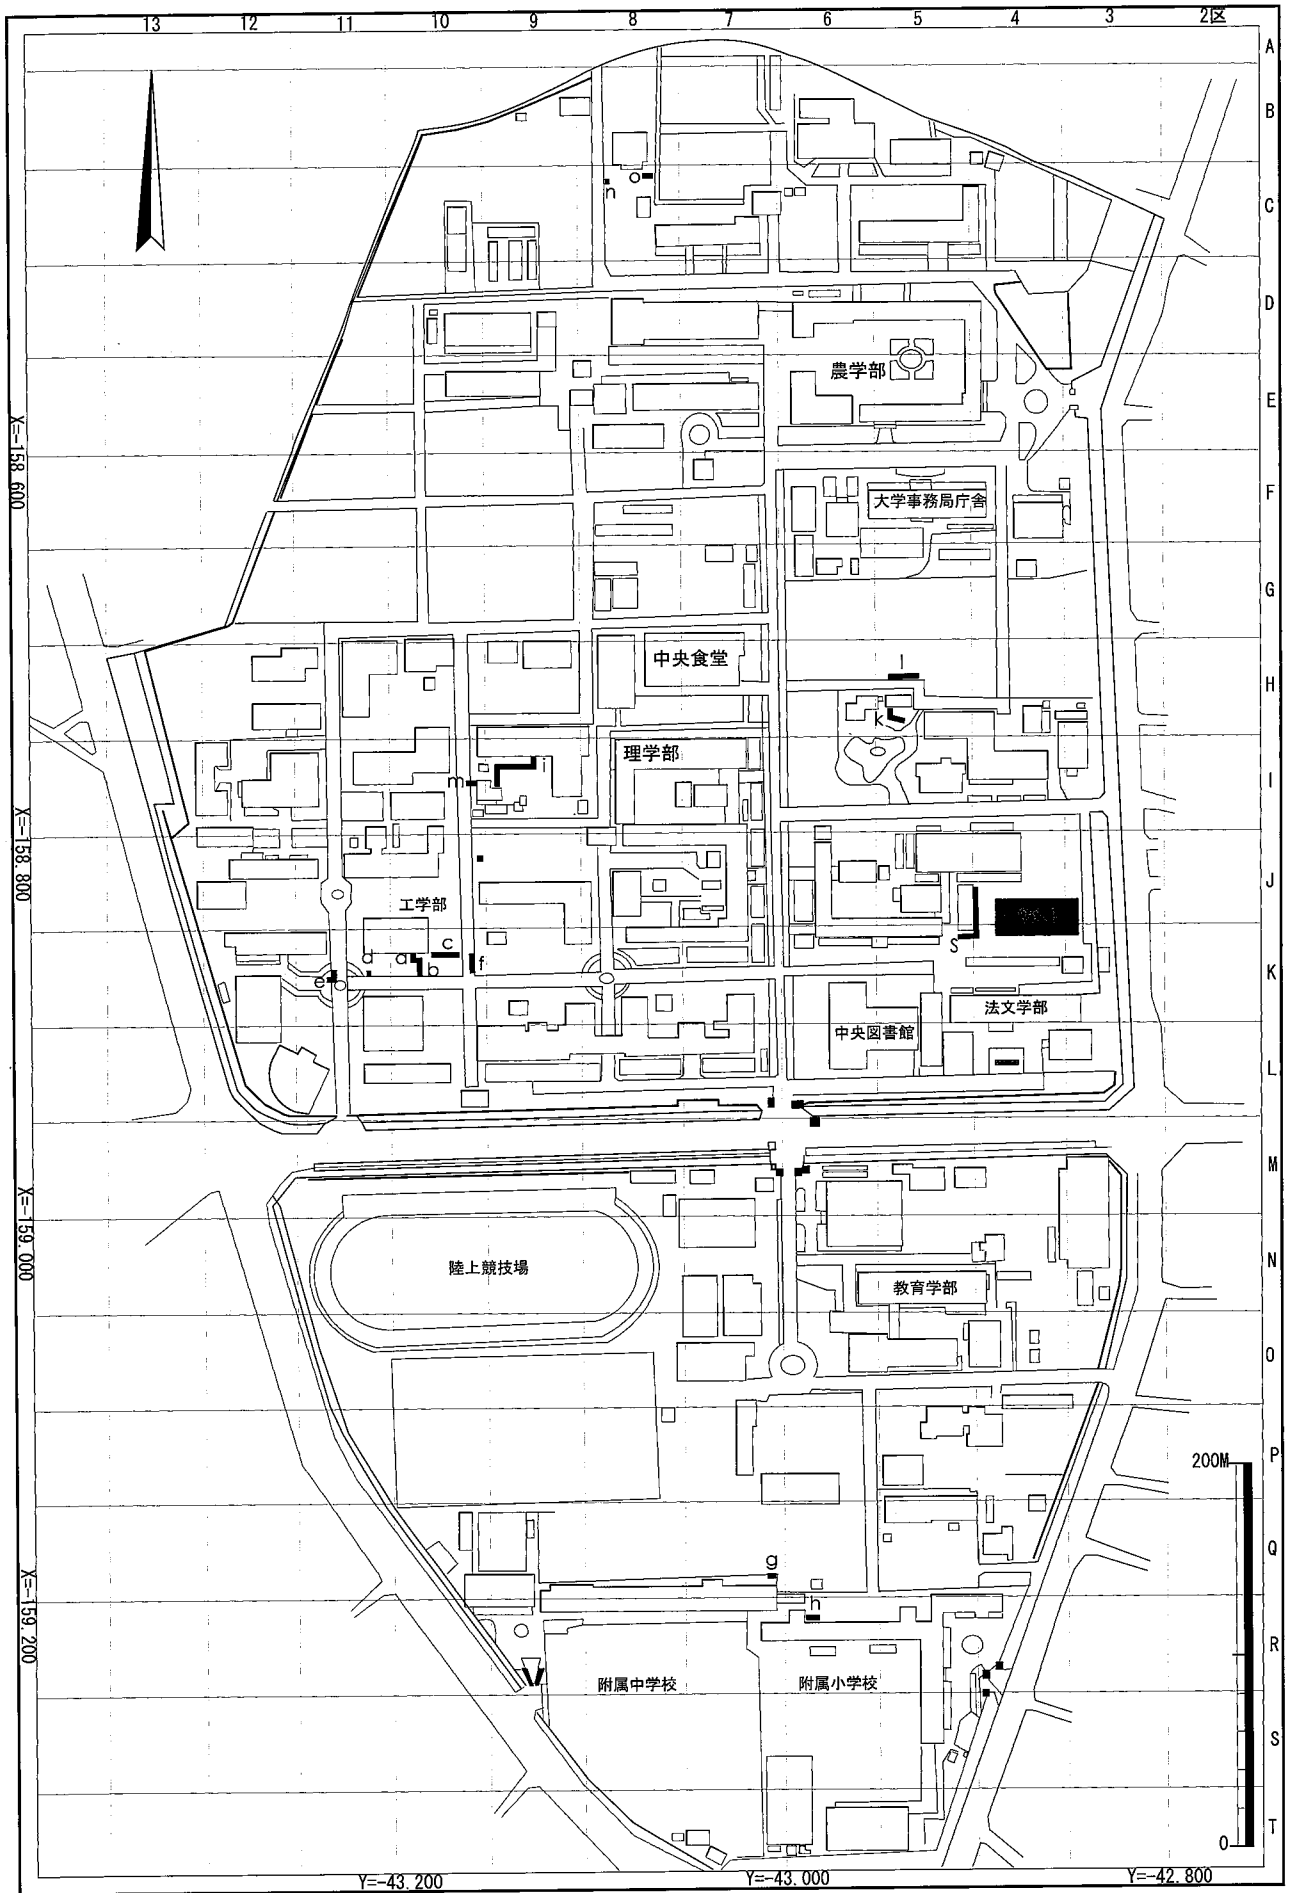 13 12 11 10 9 8 7 6 5 4 3 2区
A
B
C
D
E
F
G
H
I
J
K
L
M
N
O
P
Q
R
S
T
n
o
農学部
X=-158.600
大学事務局庁舎
中央食堂
l
k
理学部
i
m
X=-158.800
工学部
S
a
b
c
d
e
f
法文学部
中央図書館
X=-159.000
陸上競技場
教育学部
200M
g
h
X=-159.200
附属中学校
附属小学校
0
Y=-43.200
Y=-43.000
Y=-42.800